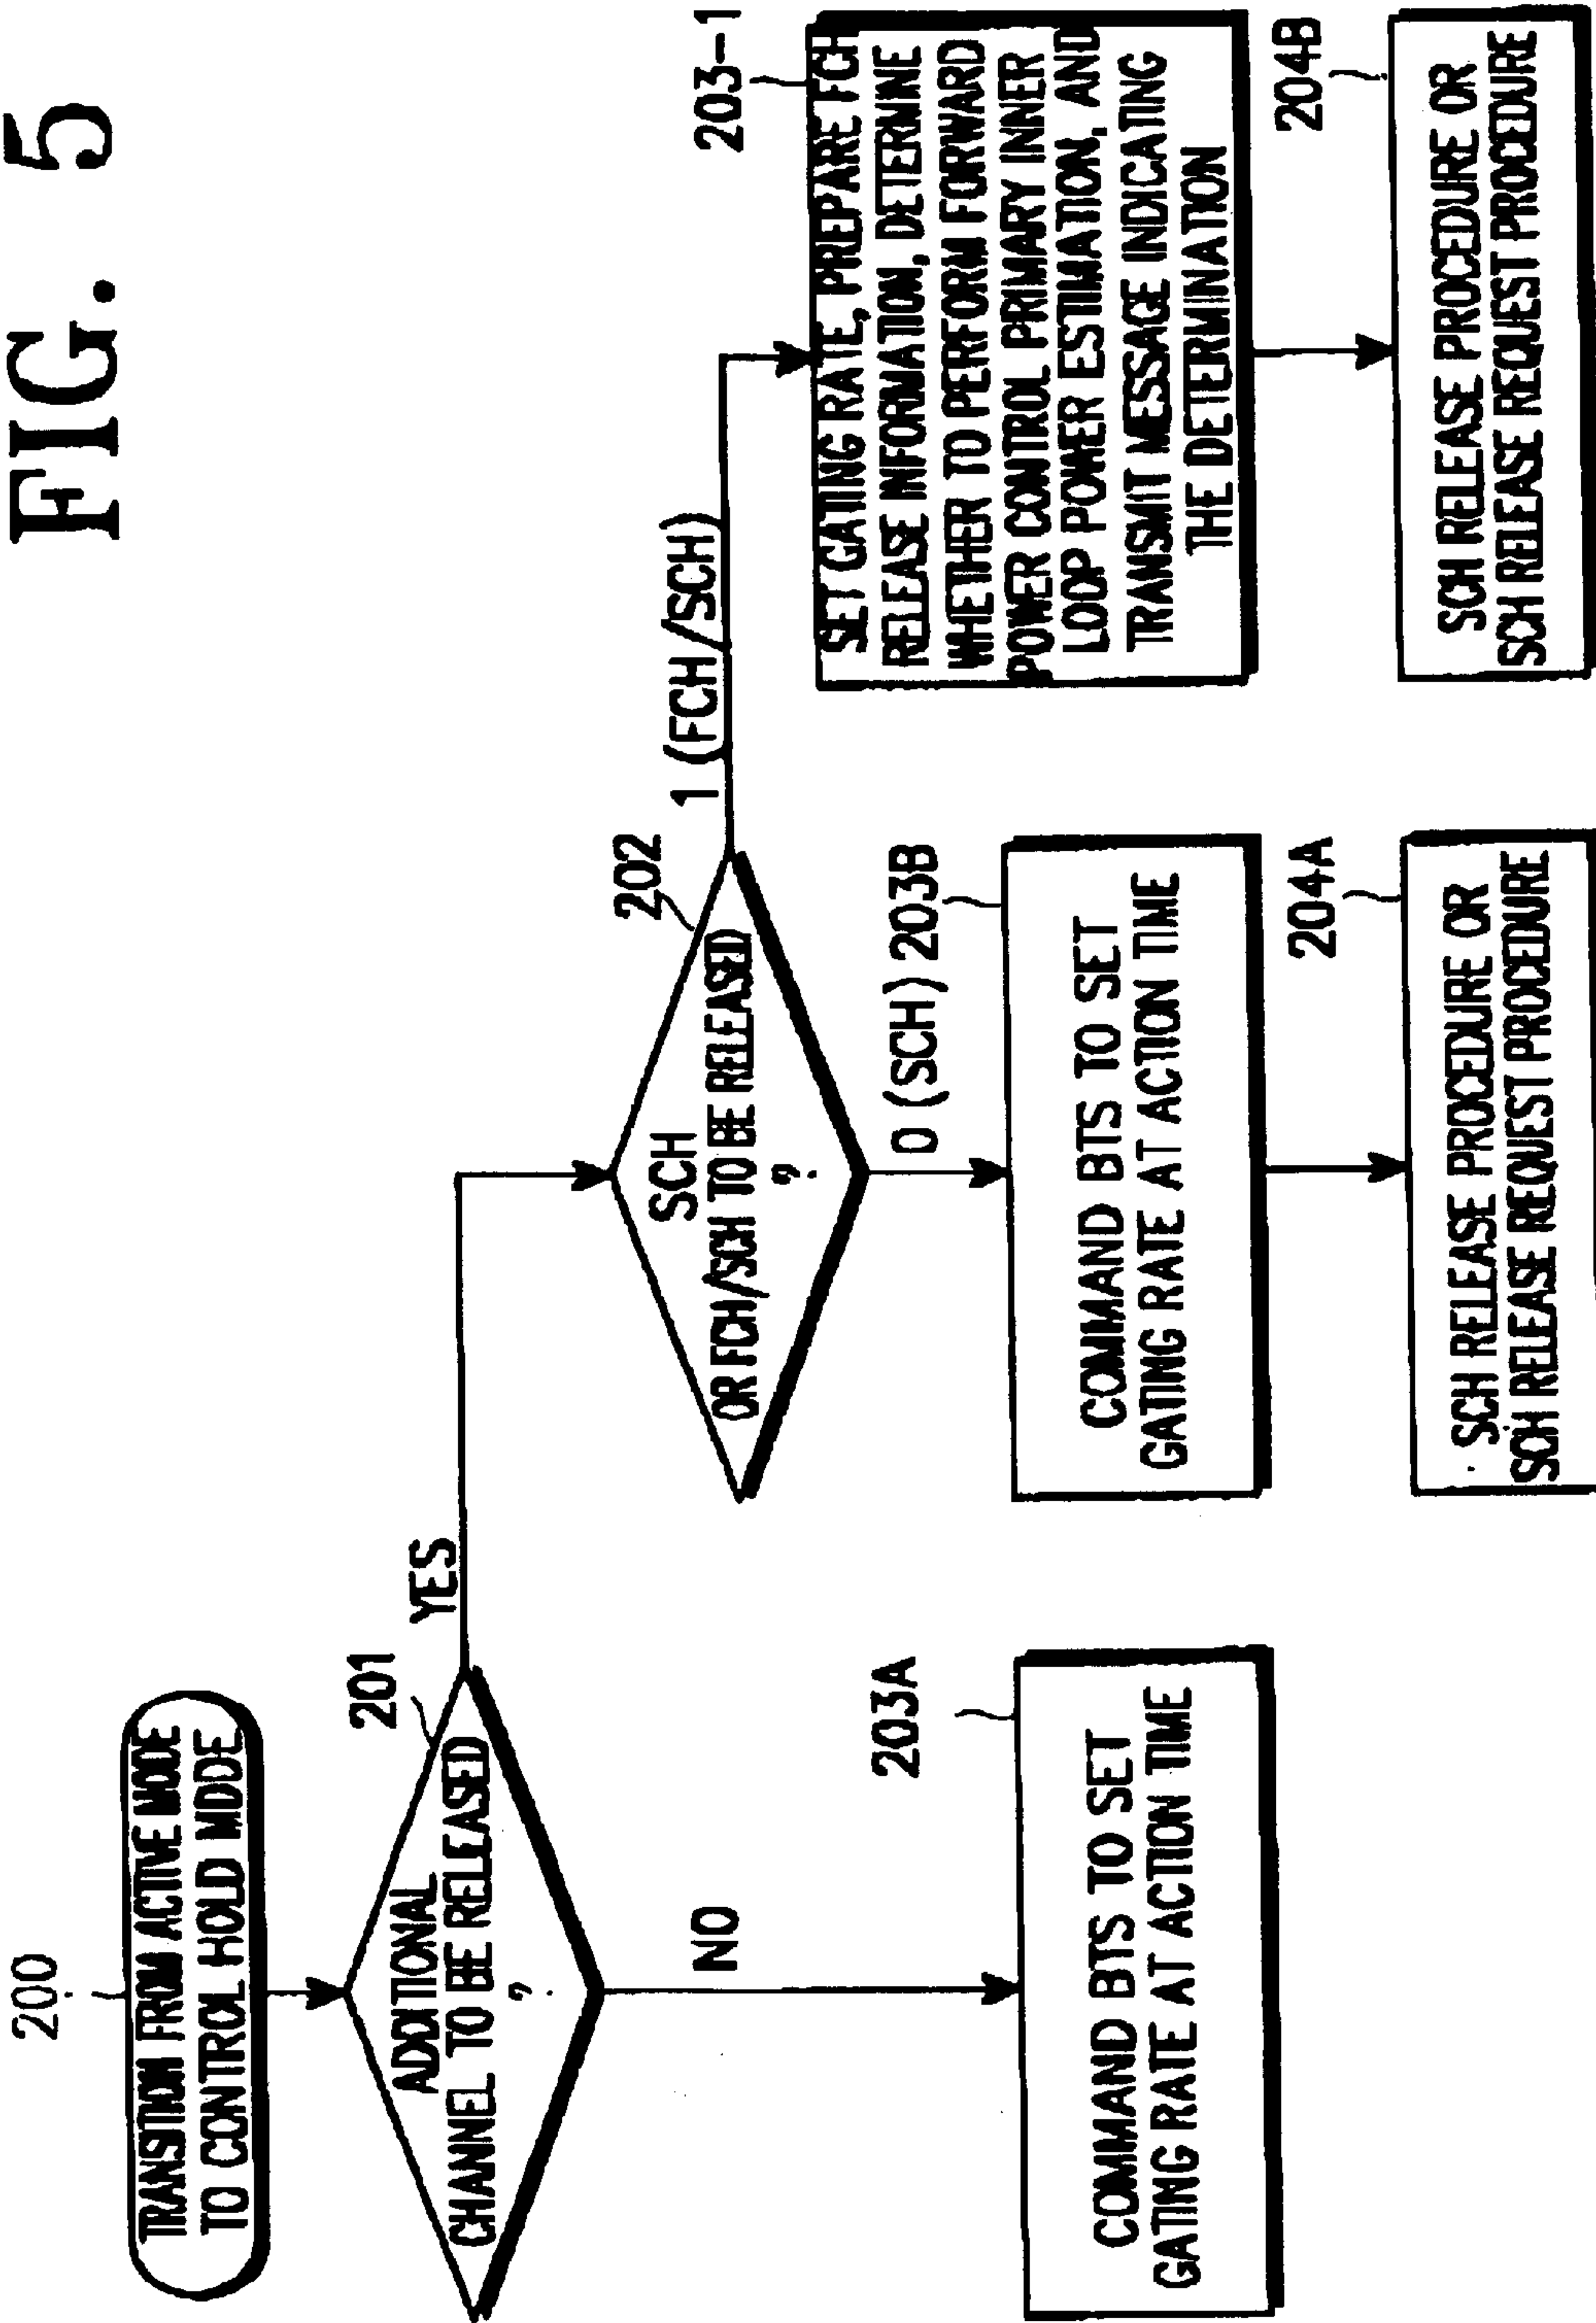 FIG. 5
200
TRANSITION FROM ACTIVE MODE
TO CONTROL HOLD MODE
201
ADDITIONAL
CHANNEL TO BE RELEASED
?
YES
NO
202
SCH
OR FCH/SCH TO BE RELEASED
?
1 (FCH/SCH)
0 (SCH)
203A
COMMAND BTS TO SET
GATING RATE AT ACTION TIME
203B
COMMAND BTS TO SET
GATING RATE AT ACTION TIME
203-1
SET GATING RATE, PREPARE FCH
RELEASE INFORMATION, DETERMINE
WHETHER TO PERFORM FORWARD
POWER CONTROL PRIMARY INNER
LOOP POWER ESTIMATION, AND
TRANSMIT MESSAGE INDICATING
THE DETERMINATION
204A
SCH RELEASE PROCEDURE OR
SCH RELEASE REQUEST PROCEDURE
204B
SCH RELEASE PROCEDURE OR
SCH RELEASE REQUEST PROCEDURE